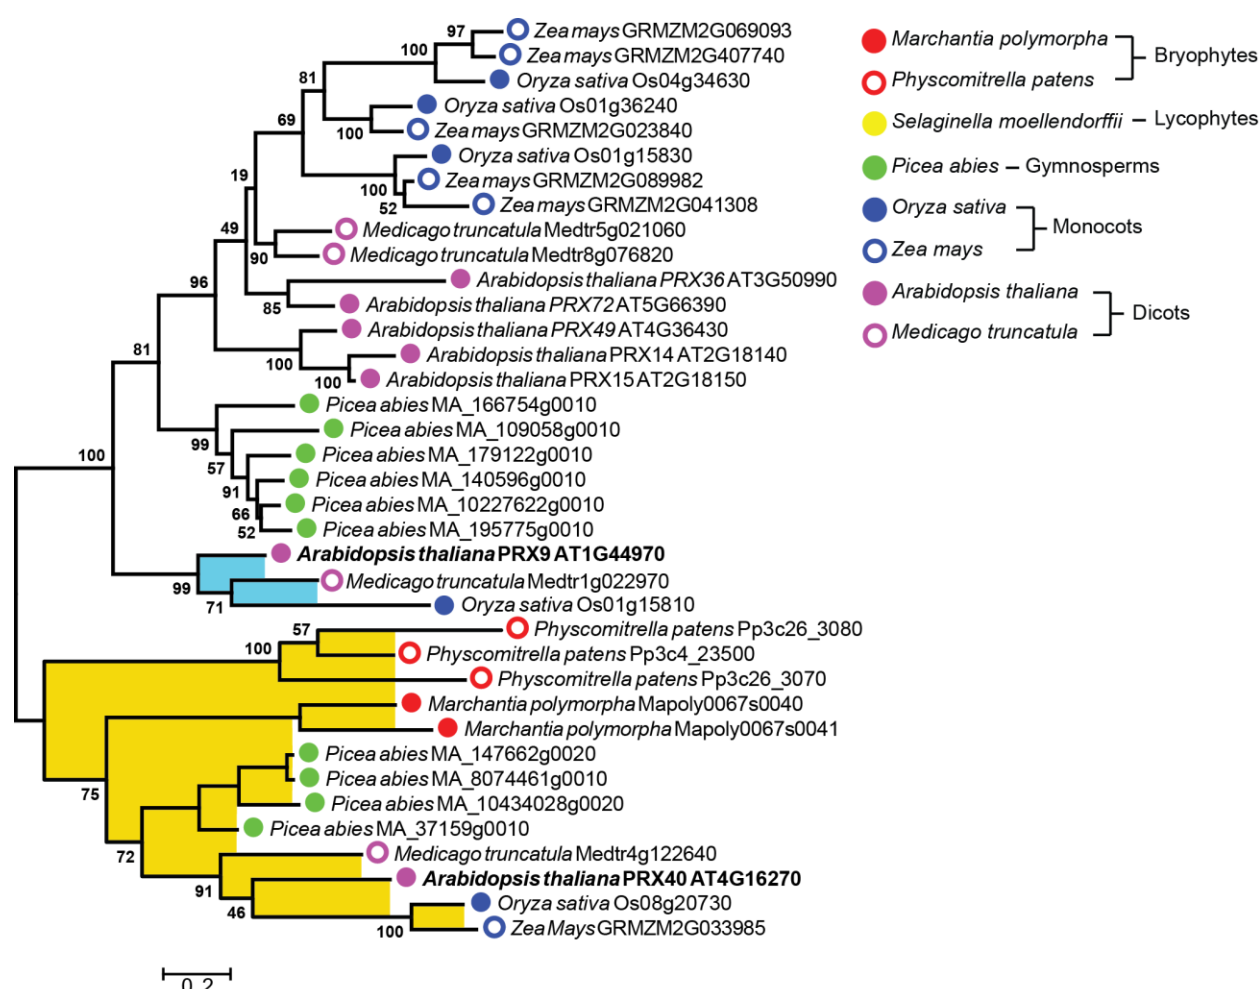 97
Zea mays GRMZM2G069093
100
Zea mays GRMZM2G407740
81
Oryza sativa Os04g34630
Oryza sativa Os01g36240
69
100
Zea mays GRMZM2G023840
Oryza sativa Os01g15830
19
100
Zea mays GRMZM2G089982
52
Zea mays GRMZM2G041308
49
Medicago truncatula Medtr5g021060
90
Medicago truncatula Medtr8g076820
96
Arabidopsis thaliana PRX36 AT3G50990
85
Arabidopsis thaliana PRX72 AT5G66390
Arabidopsis thaliana PRX49 AT4G36430
81
100
Arabidopsis thaliana PRX14 AT2G18140
100
Arabidopsis thaliana PRX15 AT2G18150
Picea abies MA_166754g0010
99
Picea abies MA_109058g0010
100
57
Picea abies MA_179122g0010
91
Picea abies MA_140596g0010
66
Picea abies MA_10227622g0010
52
Picea abies MA_195775g0010
Arabidopsis thaliana PRX9 AT1G44970
99
Medicago truncatula Medtr1g022970
71
Oryza sativa Os01g15810
57
Physcomitrella patens Pp3c26_3080
100
Physcomitrella patens Pp3c4_23500
Physcomitrella patens Pp3c26_3070
Marchantia polymorpha Mapoly0067s0040
Marchantia polymorpha Mapoly0067s0041
Picea abies MA_147662g0020
75
Picea abies MA_8074461g0010
Picea abies MA_10434028g0020
Picea abies MA_37159g0010
72
Medicago truncatula Medtr4g122640
91
Arabidopsis thaliana PRX40 AT4G16270
46
Oryza sativa Os08g20730
100
Zea Mays GRMZM2G033985
0.2
Marchantia polymorpha
Bryophytes
Physcomitrella patens
Selaginella moellendorffii – Lycophytes
Picea abies – Gymnosperms
Oryza sativa
Monocots
Zea mays
Arabidopsis thaliana
Dicots
Medicago truncatula